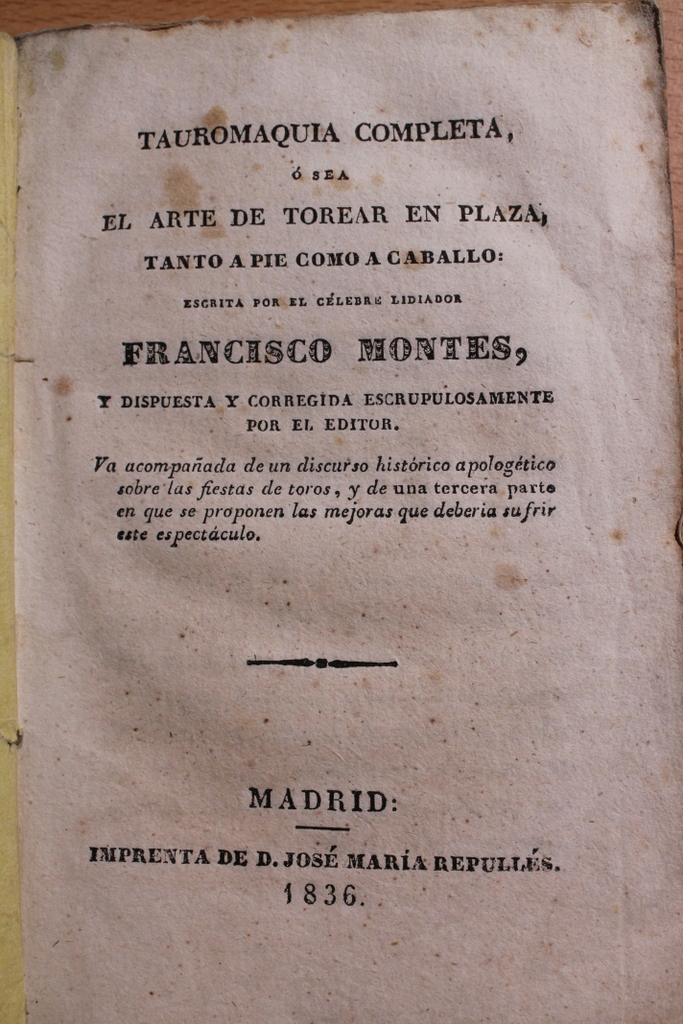 TAUROMAQUIA COMPLETA,
Ó SEA
EL ARTE DE TOREAR EN PLAZA,
TANTO A PIE COMO A CABALLO:
ESCRITA POR EL CÉLEBRE LIDIADOR
FRANCISCO MONTES,
Y DISPUESTA Y CORREGIDA ESCRUPULOSAMENTE
POR EL EDITOR.
Va acompañada de un discurso histórico apologético
sobre las fiestas de toros, y de una tercera parte
en que se proponen las mejoras que deberia sufrir
este espectáculo.
MADRID:
IMPRENTA DE D. JOSÉ MARÍA REPULLÉS.
1836.